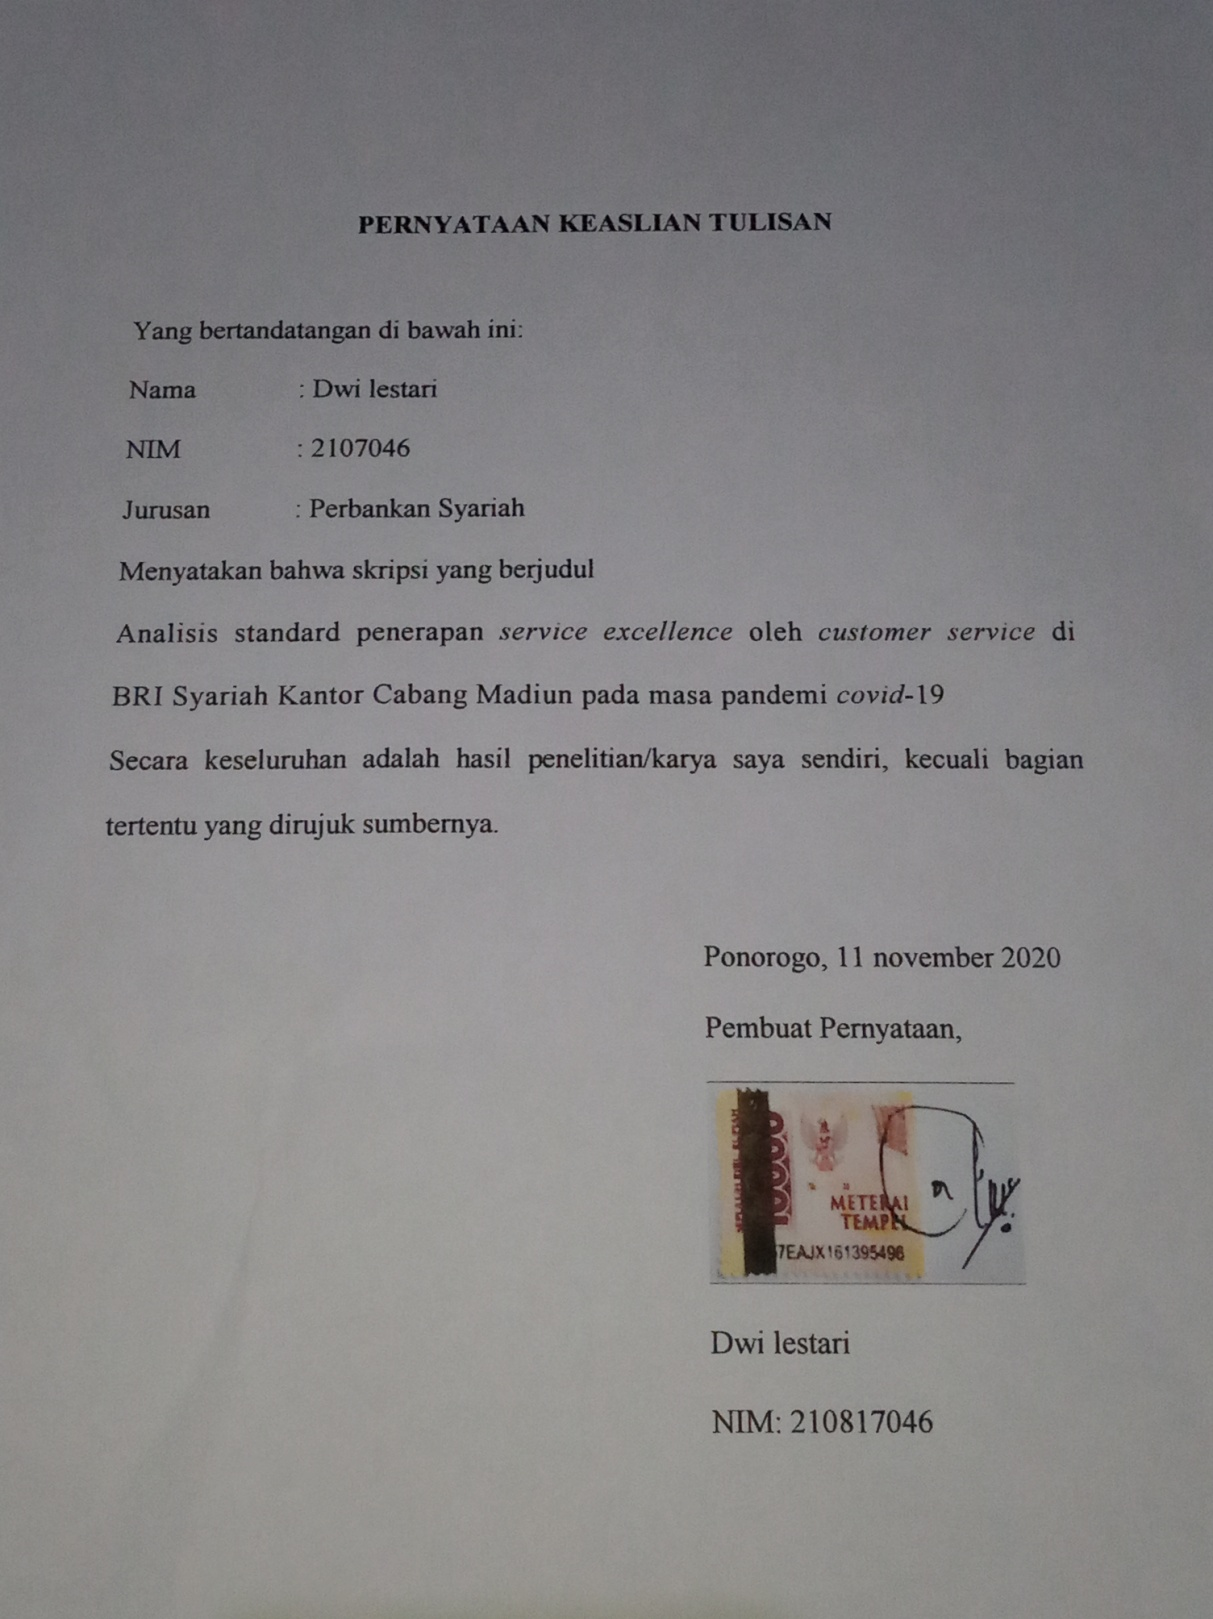 PERNYATAAN KEASLIAN TULISAN
Yang bertandatangan di bawah ini:
Nama : Dwi lestari
NIM : 2107046
Jurusan : Perbankan Syariah
Menyatakan bahwa skripsi yang berjudul
Analisis standard penerapan service excellence oleh customer service di
BRI Syariah Kantor Cabang Madiun pada masa pandemi covid-19
Secara keseluruhan adalah hasil penelitian/karya saya sendiri, kecuali bagian
tertentu yang dirujuk sumbernya.
Ponorogo, 11 november 2020
Pembuat Pernyataan,
METERAI
TEMPEL
7EAJX161395496
Dwi lestari
NIM: 210817046